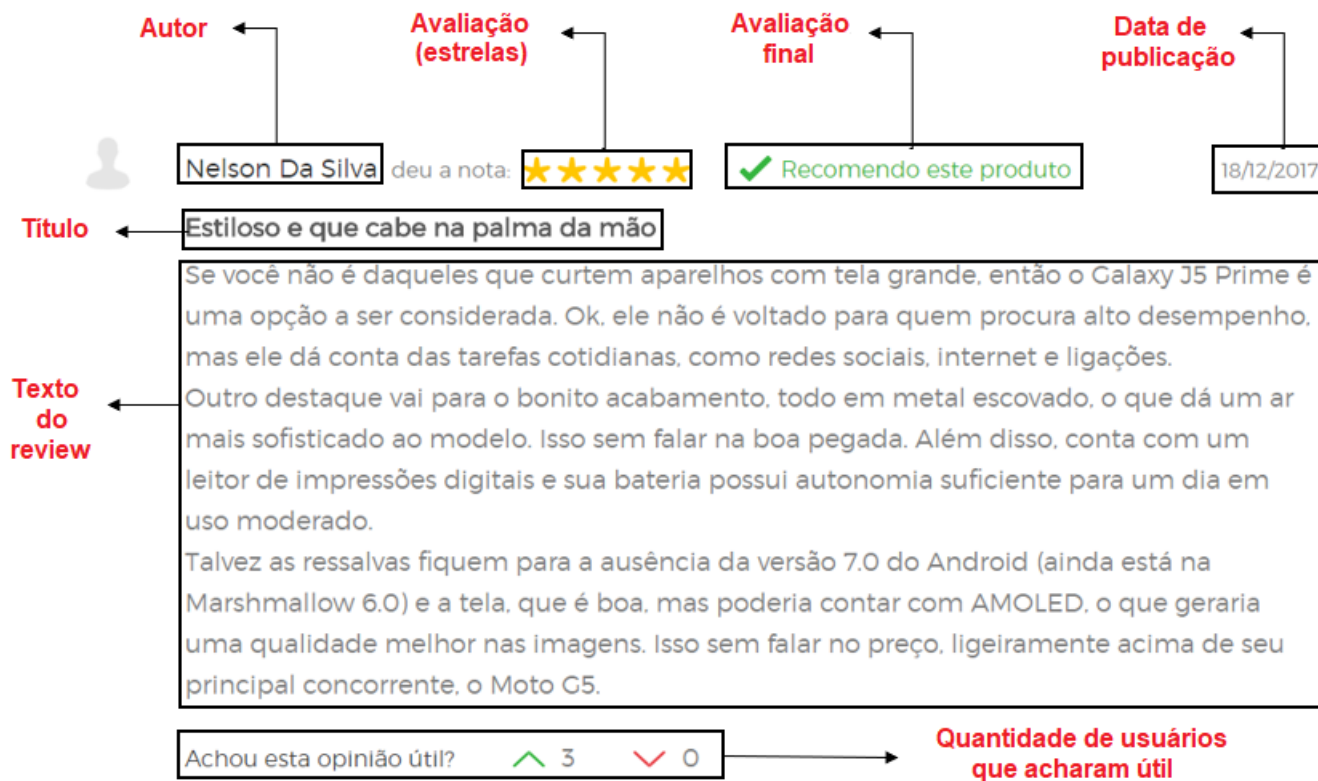 Autor
Avaliação
(estrelas)
Avaliação
final
Data de
publicação
Nelson Da Silva deu a nota: Recomendo este produto 18/12/2017
Título
Estiloso e que cabe na palma da mão
Texto
do
review
Se você não é daqueles que curtem aparelhos com tela grande, então o Galaxy J5 Prime é
uma opção a ser considerada. Ok, ele não é voltado para quem procura alto desempenho,
mas ele dá conta das tarefas cotidianas, como redes sociais, internet e ligações.
Outro destaque vai para o bonito acabamento, todo em metal escovado, o que dá um ar
mais sofisticado ao modelo. Isso sem falar na boa pegada. Além disso, conta com um
leitor de impressões digitais e sua bateria possui autonomia suficiente para um dia em
uso moderado.
Talvez as ressalvas fiquem para a ausência da versão 7.0 do Android (ainda está na
Marshmallow 6.0) e a tela, que é boa, mas poderia contar com AMOLED, o que geraria
uma qualidade melhor nas imagens. Isso sem falar no preço, ligeiramente acima de seu
principal concorrente, o Moto G5.
Achou esta opinião útil? 3 0
Quantidade de usuários
que acharam útil